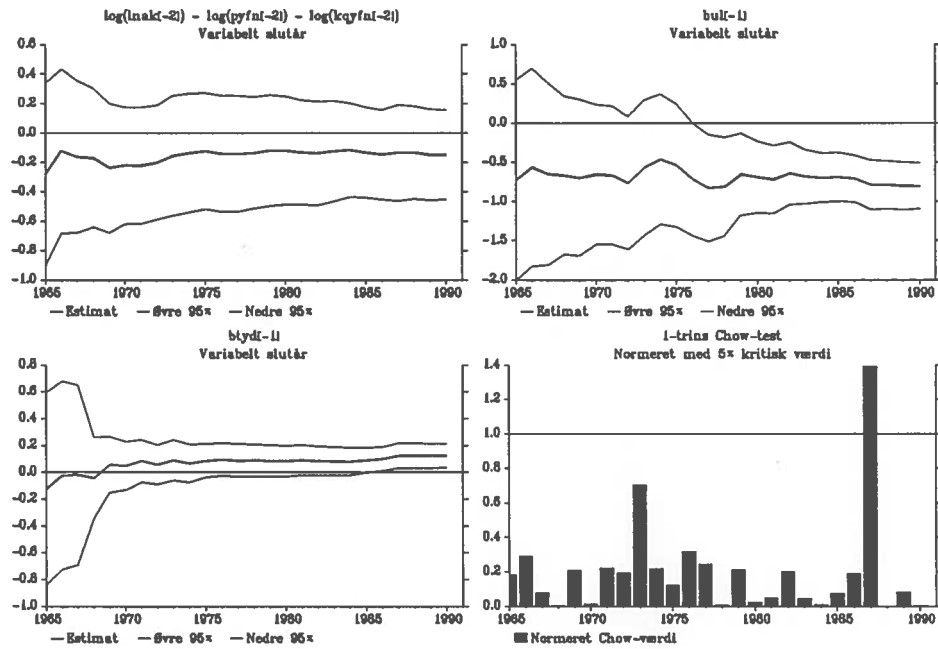 log(lnak[-2]) - log(pyfn[-2]) - log(kqyfn[-2])
Variabelt slutår
0.6
0.4
0.2
0.0
-0.2
-0.4
-0.6
-0.8
-1.0
1965 1970 1975 1980 1985 1990
Estimat Øvre 95% Nedre 95%
bul[-1]
Variabelt slutår
1.0
0.5
0.0
-0.5
-1.0
-1.5
-2.0
1965 1970 1975 1980 1985 1990
Estimat Øvre 95% Nedre 95%
btyd[-1]
Variabelt slutår
0.8
0.6
0.4
0.2
0.0
-0.2
-0.4
-0.6
-0.8
-1.0
1965 1970 1975 1980 1985 1990
Estimat Øvre 95% Nedre 95%
1-trins Chow-test
Normeret med 5% kritisk værdi
1.4
1.2
1.0
0.8
0.6
0.4
0.2
0.0
1965 1970 1975 1980 1985 1990
Normeret Chow-værdi